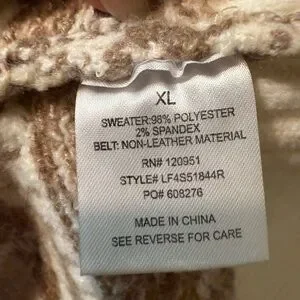 XL
SWEATER:98% POLYESTER
2% SPANDEX
BELT: NON-LEATHER MATERIAL
RN# 120951
STYLE# LF4S51844R
PO# 608276
MADE IN CHINA
SEE REVERSE FOR CARE